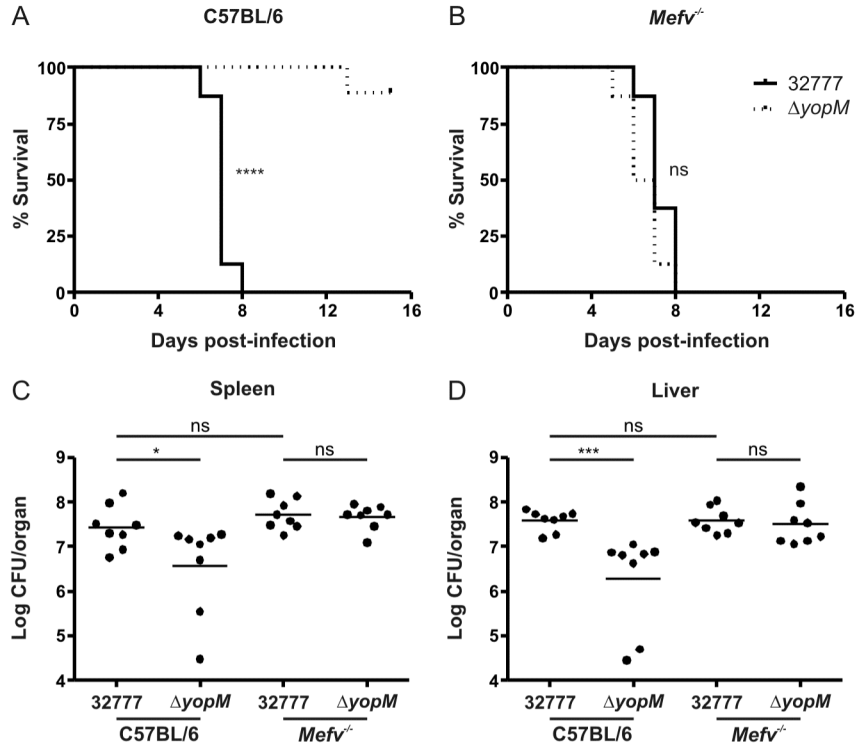 A
C57BL/6
B
Mefv-/-
100
75
50
25
0
% Survival
****
0 4 8 12 16
Days post-infection
100
75
50
25
0
% Survival
ns
32777
ΔyopM
0 4 8 12 16
Days post-infection
C
Spleen
D
Liver
ns
*
ns
9
8
7
6
5
4
Log CFU/organ
32777 ΔyopM 32777 ΔyopM
C57BL/6 Mefv-/-
ns
***
ns
9
8
7
6
5
4
Log CFU/organ
32777 ΔyopM 32777 ΔyopM
C57BL/6 Mefv-/-